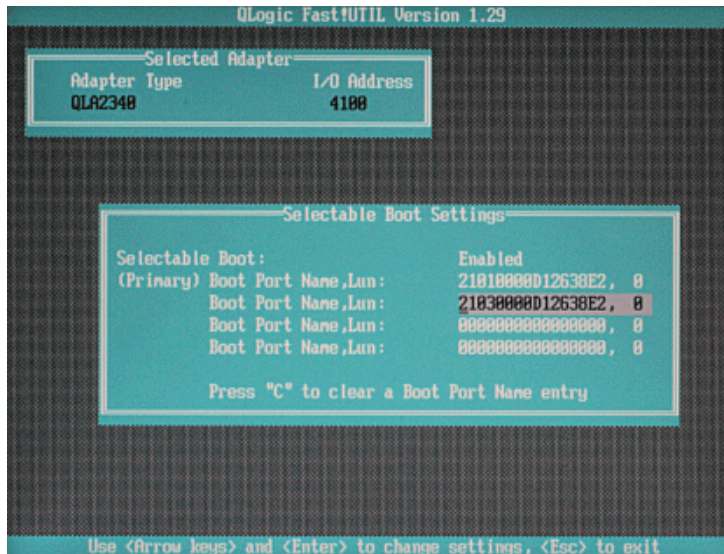 QLogic Fast!UTIL Version 1.29
Selected Adapter
Adapter Type I/O Address
QLA2340 4100
Selectable Boot Settings
Selectable Boot: Enabled
(Primary) Boot Port Name,Lun: 21010000D12638E2, 0
Boot Port Name,Lun: 21030000D12638E2, 0
Boot Port Name,Lun: 0000000000000000, 0
Boot Port Name,Lun: 0000000000000000, 0
Press "C" to clear a Boot Port Name entry
Use <Arrow keys> and <Enter> to change settings, <Esc> to exit